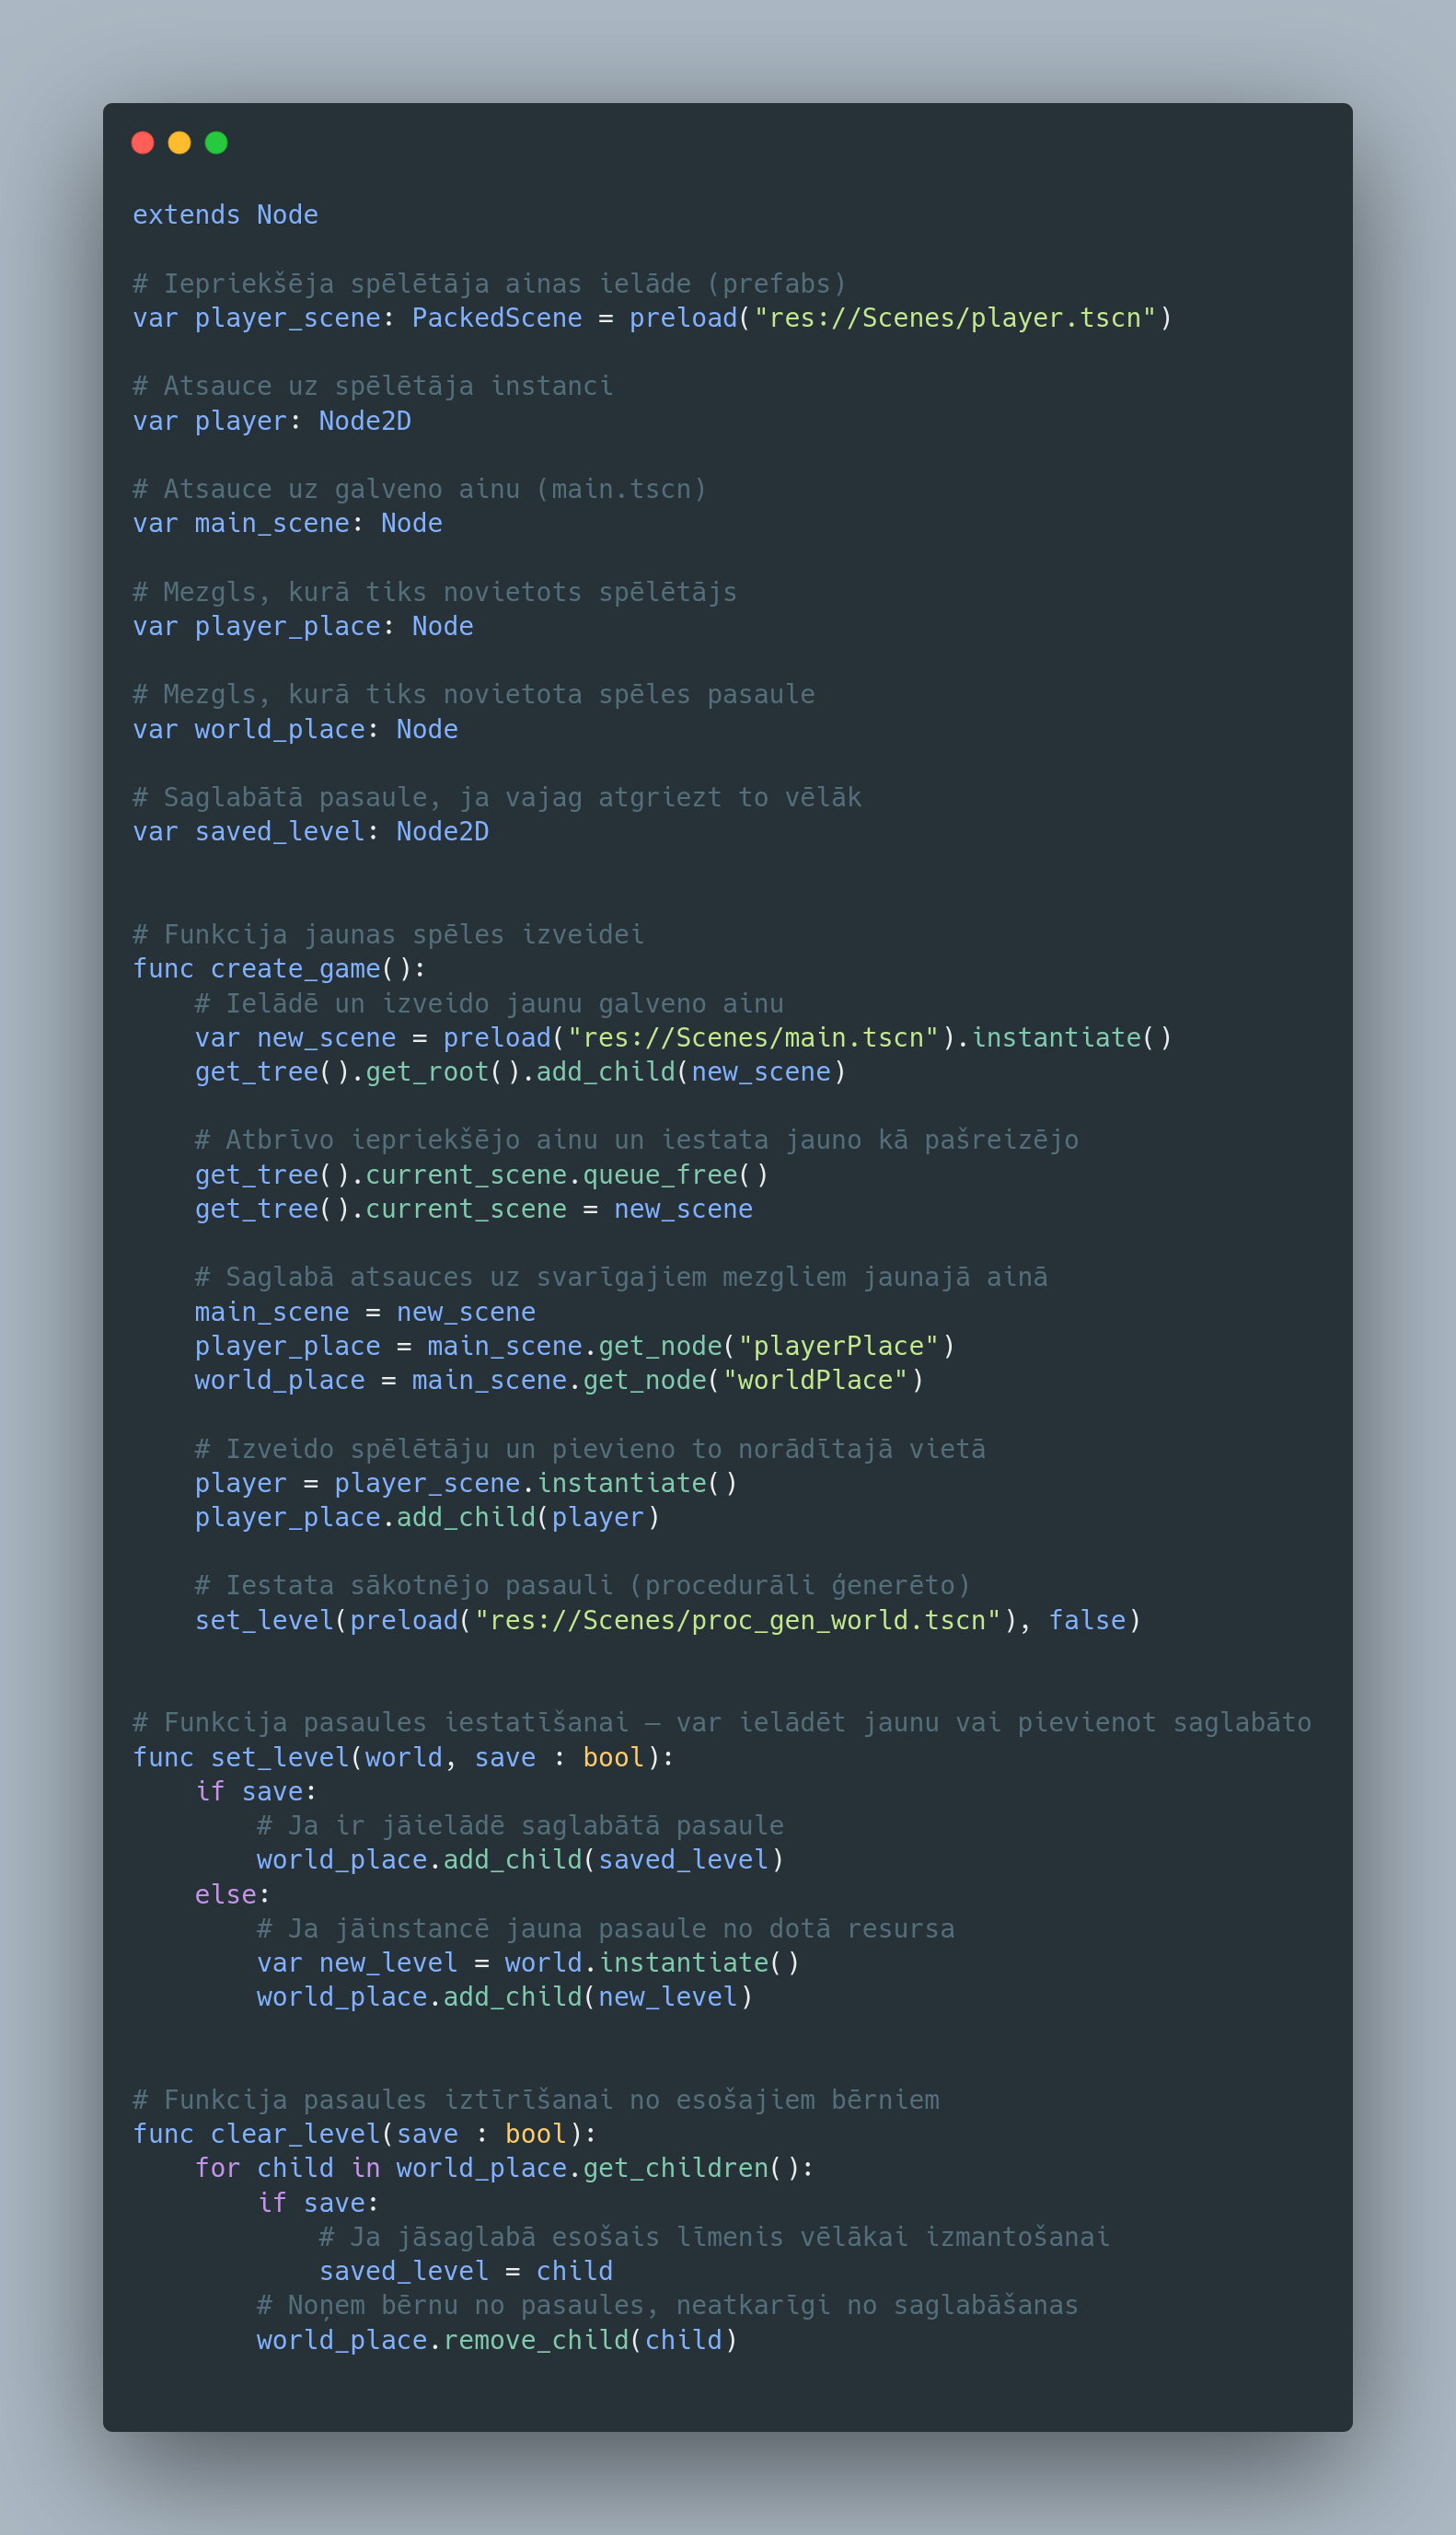 extends Node
# Iepriekšēja spēlētāja ainas ielāde (prefabs)
var player_scene: PackedScene = preload("res://Scenes/player.tscn")
# Atsauce uz spēlētāja instanci
var player: Node2D
# Atsauce uz galveno ainu (main.tscn)
var main_scene: Node
# Mezgls, kurā tiks novietots spēlētājs
var player_place: Node
# Mezgls, kurā tiks novietota spēles pasaule
var world_place: Node
# Saglabātā pasaule, ja vajag atgriezt to vēlāk
var saved_level: Node2D
# Funkcija jaunas spēles izveidei
func create_game():
    # Ielādē un izveido jaunu galveno ainu
    var new_scene = preload("res://Scenes/main.tscn").instantiate()
    get_tree().get_root().add_child(new_scene)
    # Atbrīvo iepriekšējo ainu un iestata jauno kā pašreizējo
    get_tree().current_scene.queue_free()
    get_tree().current_scene = new_scene
    # Saglabā atsauces uz svarīgajiem mezgliem jaunajā ainā
    main_scene = new_scene
    player_place = main_scene.get_node("playerPlace")
    world_place = main_scene.get_node("worldPlace")
    # Izveido spēlētāju un pievieno to norādītajā vietā
    player = player_scene.instantiate()
    player_place.add_child(player)
    # Iestata sākotnējo pasauli (procedurāli ģenerēto)
    set_level(preload("res://Scenes/proc_gen_world.tscn"), false)
# Funkcija pasaules iestatīšanai – var ielādēt jaunu vai pievienot saglabāto
func set_level(world, save : bool):
    if save:
        # Ja ir jāielādē saglabātā pasaule
        world_place.add_child(saved_level)
    else:
        # Ja jāinstancē jauna pasaule no dotā resursa
        var new_level = world.instantiate()
        world_place.add_child(new_level)
# Funkcija pasaules iztīrīšanai no esošajiem bērniem
func clear_level(save : bool):
    for child in world_place.get_children():
        if save:
            # Ja jāsaglabā esošais līmenis vēlākai izmantošanai
            saved_level = child
        # Noņem bērnu no pasaules, neatkarīgi no saglabāšanas
        world_place.remove_child(child)